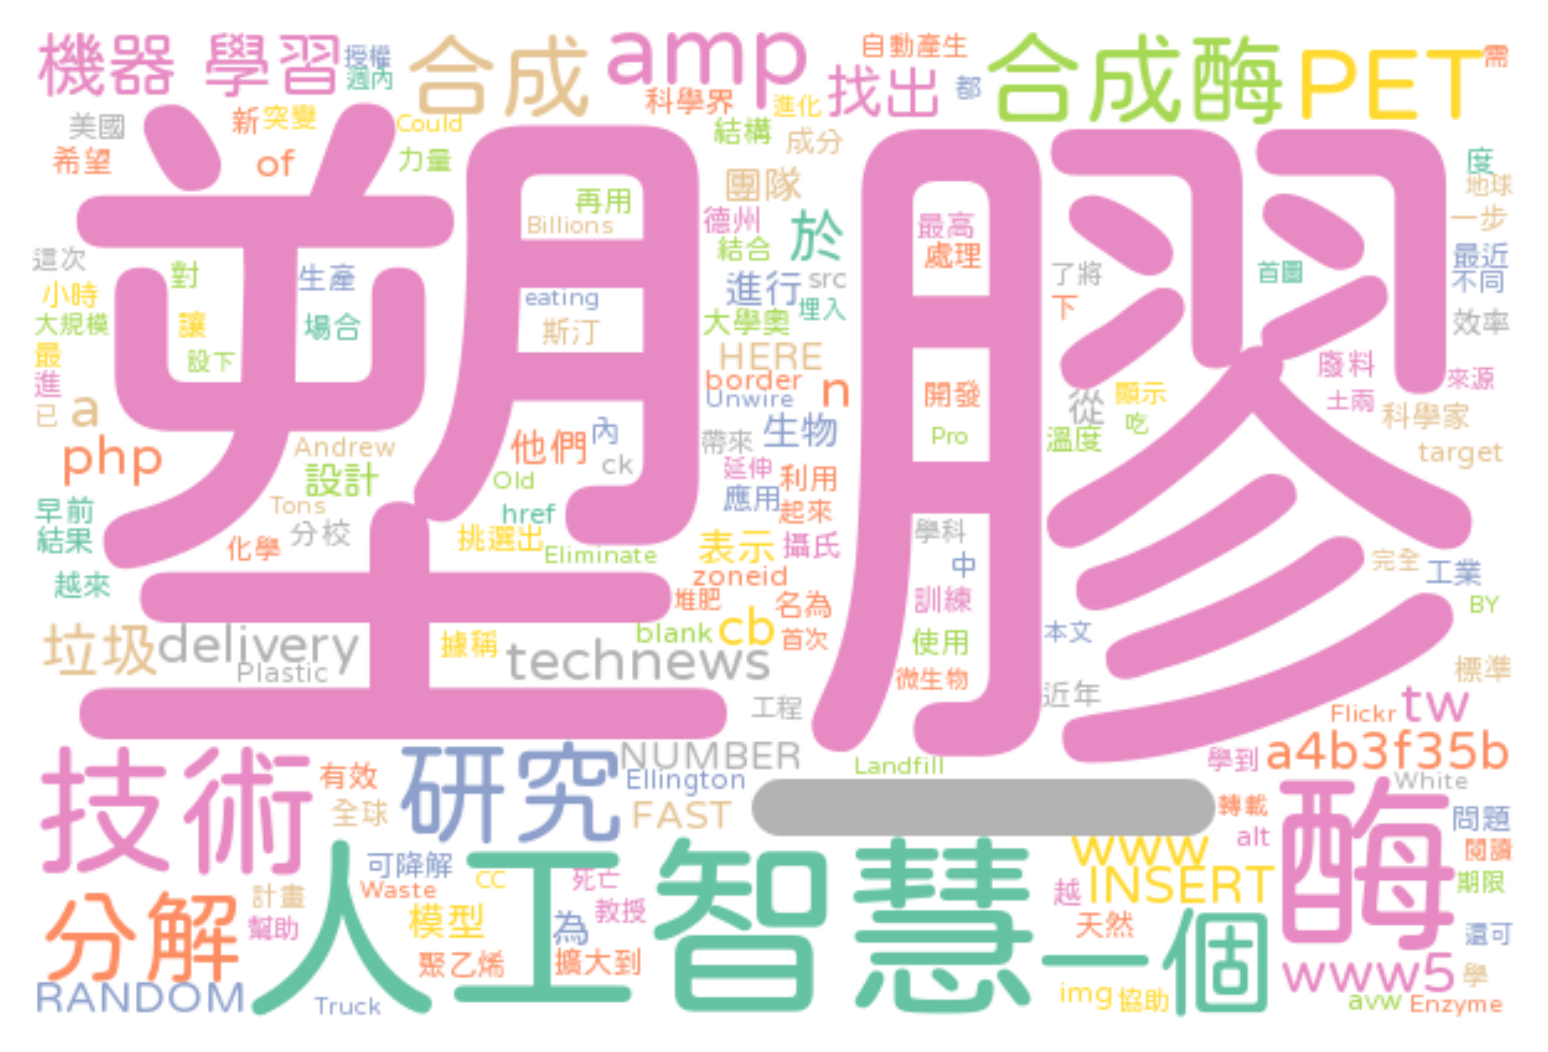 機器 學習 授權 合成 amp 自動產生 合成酶 PET 需
週內 科學界 進化 找出 都
美國 新 突變 Could 結構 成分 度
希望 of 力量 團隊 地球
塑膠
再用 德州 最高 一步
Billions 結合 於 處理
這次 對 生產 進行 src 了將 首圖 最近
小時 eating 埋入 下 不同
大規模 讓 場合 斯汀 大學奧 效率
最 設下 HERE 廢料
進 border n 開發 顯示 來源
已 a Unwire 從 土兩 科學家
php Andrew 他們 內 帶來 生物 Pro 溫度 吃 target
設計 Old ck 延伸 利用
早前 Tons href 應用 起來
結果 化學 分校 挑選出 Eliminate 表示 攝氏 學科 完全
越來 zoneid 中 工業
堆肥 名為 訓練 BY
垃圾 delivery 據稱 blank cb 首次 使用 本文
Plastic technews 微生物 標準
工程 近年 Flickr tw
技術 有效 研究 NUMBER Landfill 學到 a4b3f35b
全球 Ellington FAST 轉載 酶 White
alt 問題
人工智慧 可降解 CC 死亡 www 閱讀
分解 計畫 Waste 教授 越 INSERT 期限
幫助 模型 為 天然 一個 還可
聚乙烯 擴大到 www5 學
RANDOM Truck img 協助 avw Enzyme